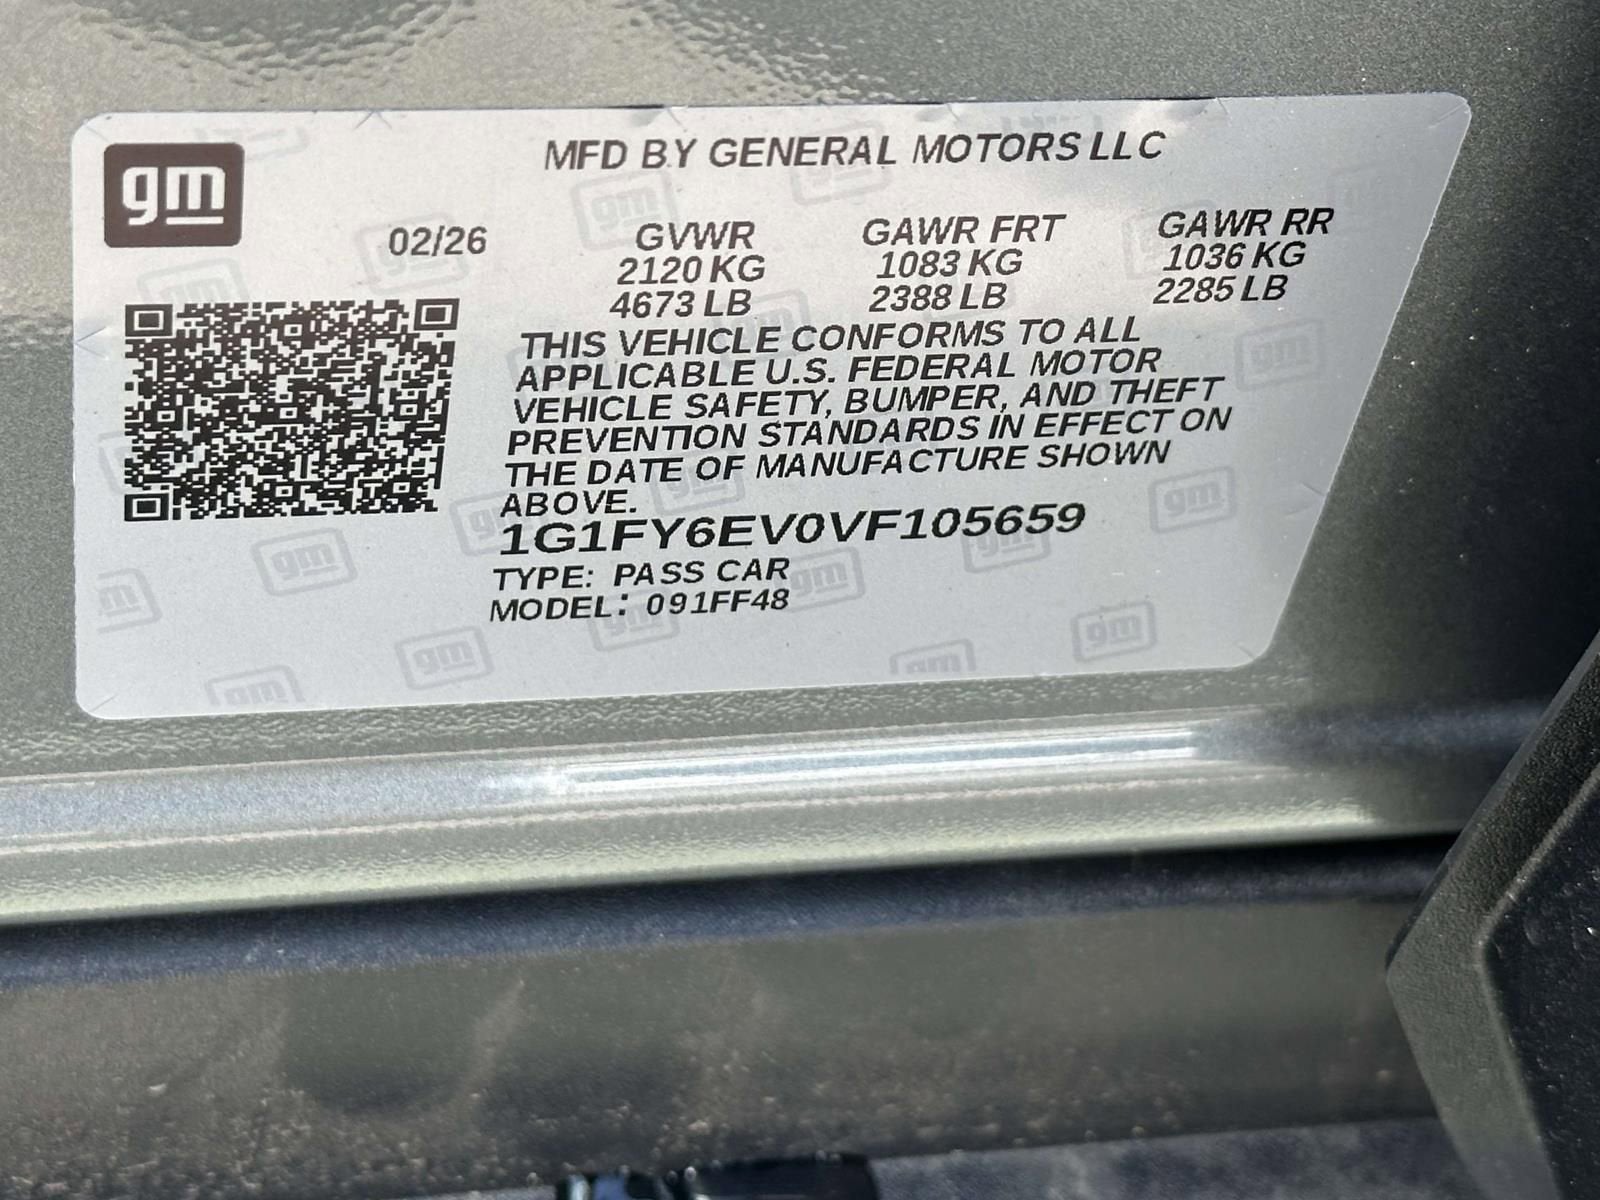 gm
MFD BY GENERAL MOTORS LLC
02/26
GVWR GAWR FRT GAWR RR
2120 KG 1083 KG 1036 KG
4673 LB 2388 LB 2285 LB
THIS VEHICLE CONFORMS TO ALL
APPLICABLE U.S. FEDERAL MOTOR
VEHICLE SAFETY, BUMPER, AND THEFT
PREVENTION STANDARDS IN EFFECT ON
THE DATE OF MANUFACTURE SHOWN
ABOVE.
1G1FY6EV0VF105659
TYPE: PASS CAR
MODEL: 091FF48